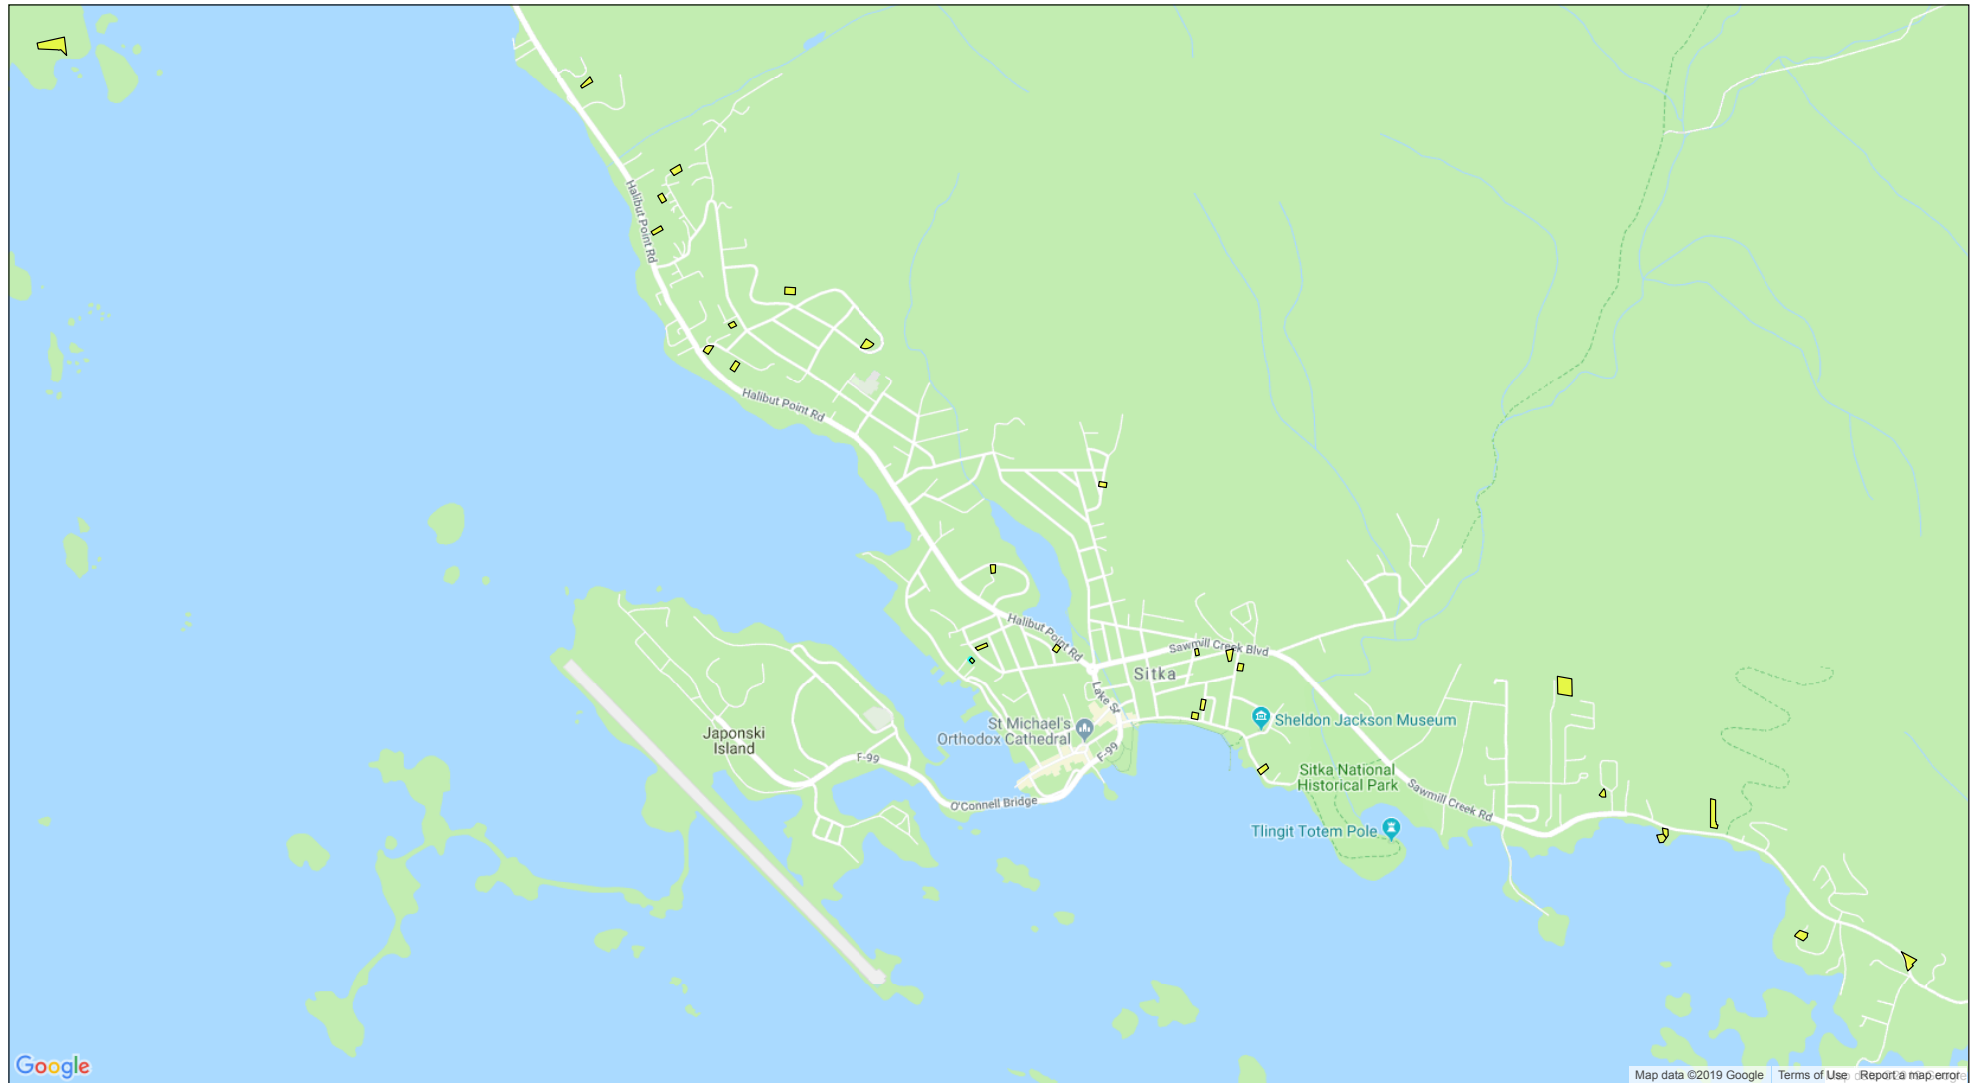 Halibut Point Rd
Halibut Point Rd
Halibut Point Rd
Sawmill Creek Blvd
Sitka
Lake St
St Michael's
Orthodox Cathedral
Sheldon Jackson Museum
Japonski
Island
F-99
F-99
Sitka National
Historical Park
Sawmill Creek Rd
O'Connell Bridge
Tlingit Totem Pole
Google
Map data ©2019 Google
Terms of Use
Report a map error